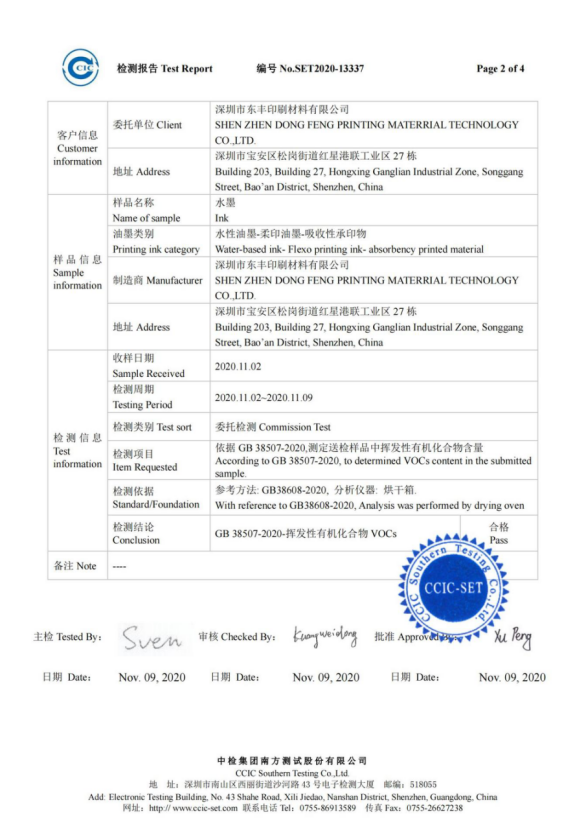 CCIC
检测报告 Test Report 编号 No.SET2020-13337 Page 2 of 4
客户信息
Customer
information
委托单位 Client
深圳市东丰印刷材料有限公司
SHEN ZHEN DONG FENG PRINTING MATERRIAL TECHNOLOGY
CO.,LTD.
地址 Address
深圳市宝安区松岗街道红星港联工业区 27 栋
Building 203, Building 27, Hongxing Ganglian Industrial Zone, Songgang
Street, Bao'an District, Shenzhen, China
样品信息
Sample
information
样品名称
Name of sample
水墨
Ink
油墨类别
Printing ink category
水性油墨-柔印油墨-吸收性承印物
Water-based ink- Flexo printing ink- absorbency printed material
制造商 Manufacturer
深圳市东丰印刷材料有限公司
SHEN ZHEN DONG FENG PRINTING MATERRIAL TECHNOLOGY
CO.,LTD.
地址 Address
深圳市宝安区松岗街道红星港联工业区 27 栋
Building 203, Building 27, Hongxing Ganglian Industrial Zone, Songgang
Street, Bao'an District, Shenzhen, China
检测信息
Test
information
收样日期
Sample Received
2020.11.02
检测周期
Testing Period
2020.11.02~2020.11.09
检测类别 Test sort
委托检测 Commission Test
检测项目
Item Requested
依据 GB 38507-2020,测定送检样品中挥发性有机化合物含量
According to GB 38507-2020, to determined VOCs content in the submitted
sample.
检测依据
Standard/Foundation
参考方法: GB38608-2020, 分析仪器: 烘干箱.
With reference to GB38608-2020, Analysis was performed by drying oven
检测结论
Conclusion
GB 38507-2020-挥发性有机化合物 VOCs
合格
Pass
备注 Note
----
CCIC Southern Testing Co., Ltd
CCIC-SET
主检 Tested By: Sven 审核 Checked By: Kuangweidong 批准 Approved By: Xu Peng
日期 Date: Nov. 09, 2020 日期 Date: Nov. 09, 2020 日期 Date: Nov. 09, 2020
中检集团南方测试股份有限公司
CCIC Southern Testing Co.,Ltd.
地 址:深圳市南山区西丽街道沙河路 43 号电子检测大厦 邮编:518055
Add: Electronic Testing Building, No. 43 Shahe Road, Xili Jiedao, Nanshan District, Shenzhen, Guangdong, China
网址:http:// www.ccic-set.com 联系电话 Tel:0755-86913589 传真 Fax:0755-26627238